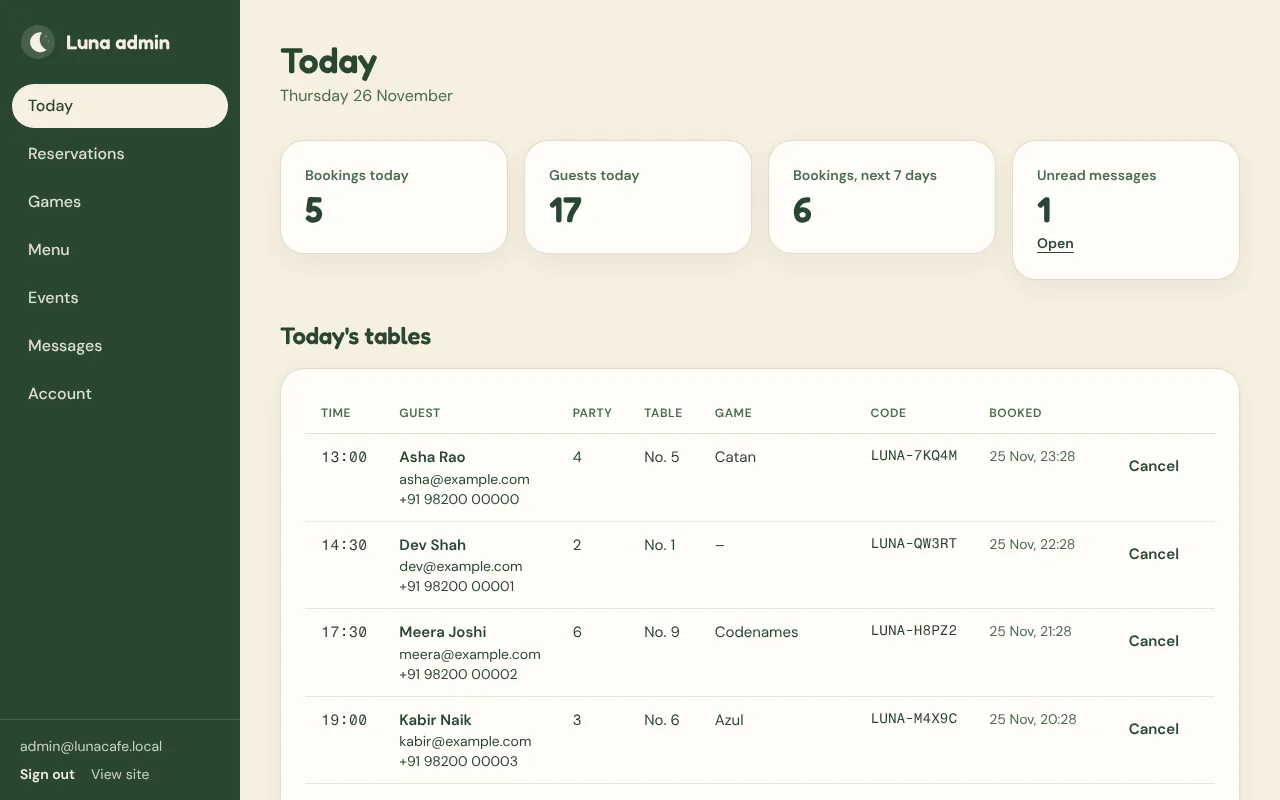 Luna admin
Today
Reservations
Games
Menu
Events
Messages
Account
admin@lunacafe.local
Sign out View site
Today
Thursday 26 November
Bookings today
5
Guests today
17
Bookings, next 7 days
6
Unread messages
1
Open
Today's tables
TIME GUEST PARTY TABLE GAME CODE BOOKED
13:00 Asha Rao 4 No. 5 Catan LUNA-7KQ4M 25 Nov, 23:28 Cancel
asha@example.com
+91 98200 00000
14:30 Dev Shah 2 No. 1 – LUNA-QW3RT 25 Nov, 22:28 Cancel
dev@example.com
+91 98200 00001
17:30 Meera Joshi 6 No. 9 Codenames LUNA-H8PZ2 25 Nov, 21:28 Cancel
meera@example.com
+91 98200 00002
19:00 Kabir Naik 3 No. 6 Azul LUNA-M4X9C 25 Nov, 20:28 Cancel
kabir@example.com
+91 98200 00003